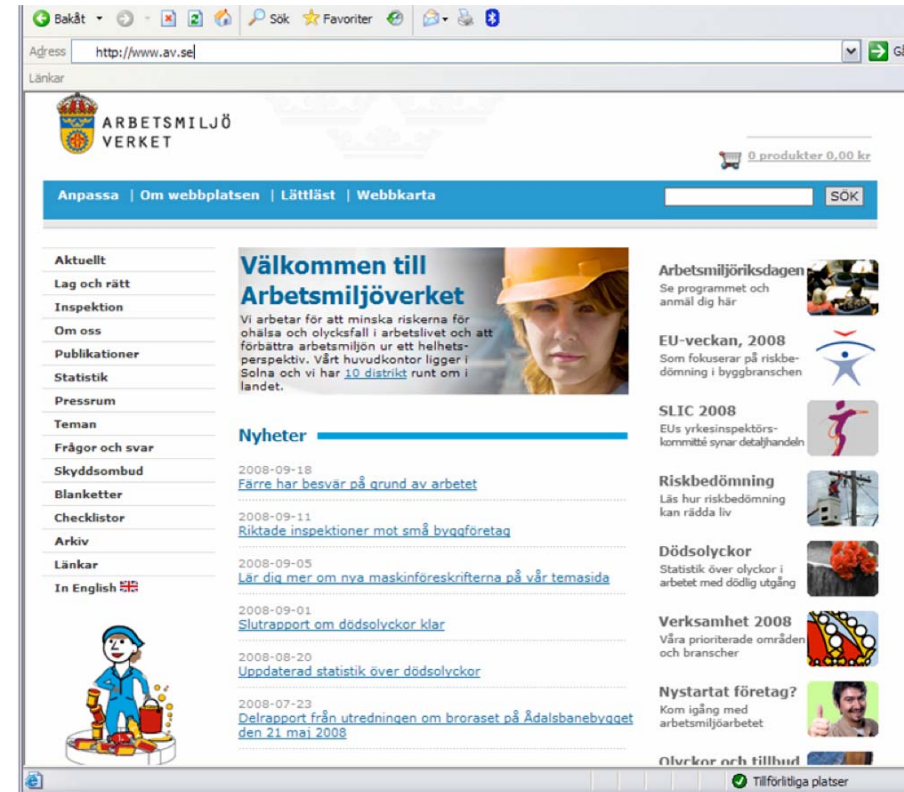 Bakåt
Sök
Favoriter
Adress
http://www.av.se
Länkar
ARBETSMILJÖ
VERKET
0 produkter 0,00 kr
Anpassa | Om webbplatsen | Lättläst | Webbkarta
SÖK
Aktuellt
Lag och rätt
Inspektion
Om oss
Publikationer
Statistik
Pressrum
Teman
Frågor och svar
Skyddsombud
Blanketter
Checklistor
Arkiv
Länkar
In English
Välkommen till
Arbetsmiljöverket
Vi arbetar för att minska riskerna för
ohälsa och olycksfall i arbetslivet och att
förbättra arbetsmiljön ur ett helhets-
perspektiv. Vårt huvudkontor ligger i
Solna och vi har 10 distrikt runt om i
landet.
Nyheter
2008-09-18
Färre har besvär på grund av arbetet
2008-09-11
Riktade inspektioner mot små byggföretag
2008-09-05
Lär dig mer om nya maskinföreskrifterna på vår temasida
2008-09-01
Slutrapport om dödsolyckor klar
2008-08-20
Uppdaterad statistik över dödsolyckor
2008-07-23
Delrapport från utredningen om broraset på Ådalsbanebygget
den 21 maj 2008
Arbetsmiljöriksdagen
Se programmet och
anmäl dig här
EU-veckan, 2008
Som fokuserar på riskbe-
dömning i byggbranschen
SLIC 2008
EUs yrkesinspektörs-
kommitté synar detaljhandeln
Riskbedömning
Läs hur riskbedömning
kan rädda liv
Dödsolyckor
Statistik över olyckor i
arbetet med dödlig utgång
Verksamhet 2008
Våra prioriterade områden
och branscher
Nystartat företag?
Kom igång med
arbetsmiljöarbetet
Olyckor och tillbud
Tillförlitliga platser